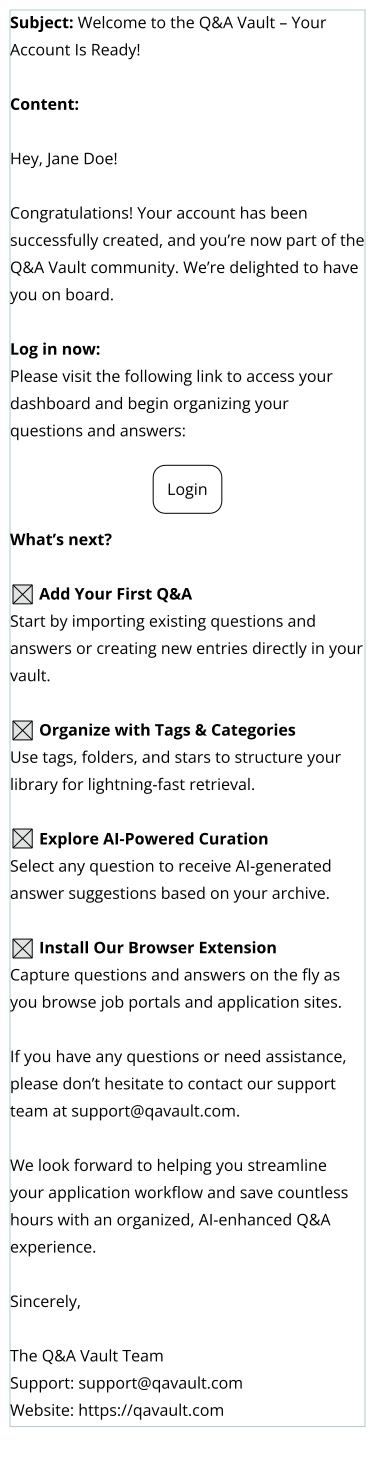 Subject: Welcome to the Q&A Vault – Your
Account Is Ready!
Content:
Hey, Jane Doe!
Congratulations! Your account has been
successfully created, and you’re now part of the
Q&A Vault community. We’re delighted to have
you on board.
Log in now:
Please visit the following link to access your
dashboard and begin organizing your
questions and answers:
Login
What’s next?
Add Your First Q&A
Start by importing existing questions and
answers or creating new entries directly in your
vault.
Organize with Tags & Categories
Use tags, folders, and stars to structure your
library for lightning-fast retrieval.
Explore AI-Powered Curation
Select any question to receive AI-generated
answer suggestions based on your archive.
Install Our Browser Extension
Capture questions and answers on the fly as
you browse job portals and application sites.
If you have any questions or need assistance,
please don’t hesitate to contact our support
team at support@qavault.com.
We look forward to helping you streamline
your application workflow and save countless
hours with an organized, AI-enhanced Q&A
experience.
Sincerely,
The Q&A Vault Team
Support: support@qavault.com
Website: https://qavault.com